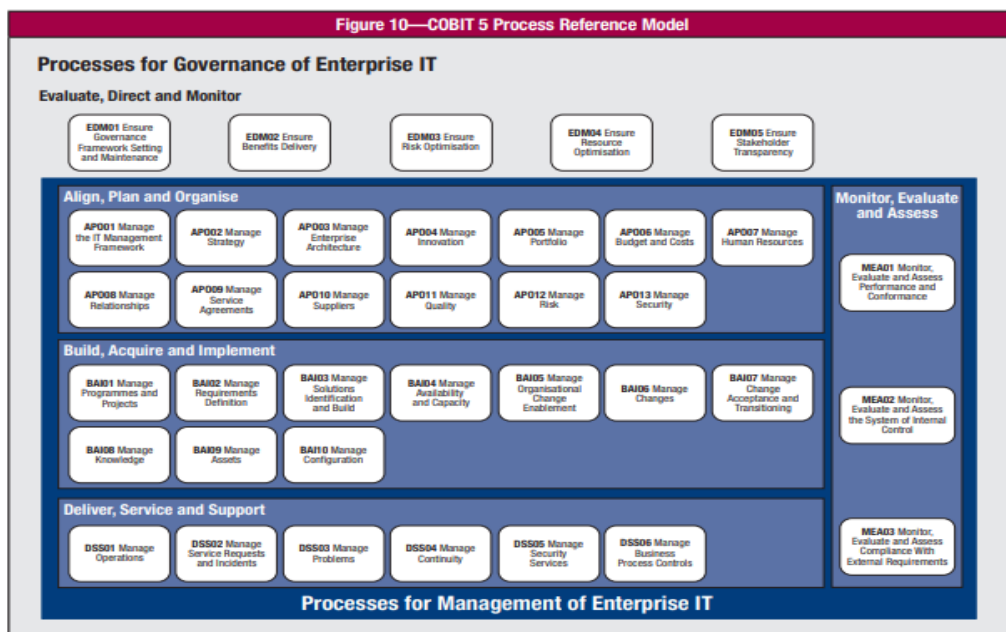 Figure 10—COBIT 5 Process Reference Model
Processes for Governance of Enterprise IT
Evaluate, Direct and Monitor
EDM01 Ensure
Governance
Framework Setting
and Maintenance
EDM02 Ensure
Benefits Delivery
EDM03 Ensure
Risk Optimisation
EDM04 Ensure
Resource
Optimisation
EDM05 Ensure
Stakeholder
Transparency
Align, Plan and Organise
APO01 Manage
the IT Management
Framework
APO02 Manage
Strategy
APO03 Manage
Enterprise
Architecture
APO04 Manage
Innovation
APO05 Manage
Portfolio
APO06 Manage
Budget and Costs
APO07 Manage
Human Resources
APO08 Manage
Relationships
APO09 Manage
Service
Agreements
APO10 Manage
Suppliers
APO11 Manage
Quality
APO12 Manage
Risk
APO13 Manage
Security
Build, Acquire and Implement
BAI01 Manage
Programmes and
Projects
BAI02 Manage
Requirements
Definition
BAI03 Manage
Solutions
Identification
and Build
BAI04 Manage
Availability
and Capacity
BAI05 Manage
Organisational
Change
Enablement
BAI06 Manage
Changes
BAI07 Manage
Change
Acceptance and
Transitioning
BAI08 Manage
Knowledge
BAI09 Manage
Assets
BAI10 Manage
Configuration
Deliver, Service and Support
DSS01 Manage
Operations
DSS02 Manage
Service Requests
and Incidents
DSS03 Manage
Problems
DSS04 Manage
Continuity
DSS05 Manage
Security
Services
DSS06 Manage
Business
Process Controls
Monitor, Evaluate
and Assess
MEA01 Monitor,
Evaluate and Assess
Performance and
Conformance
MEA02 Monitor,
Evaluate and Assess
the System of Internal
Control
MEA03 Monitor,
Evaluate and Assess
Compliance With
External Requirements
Processes for Management of Enterprise IT